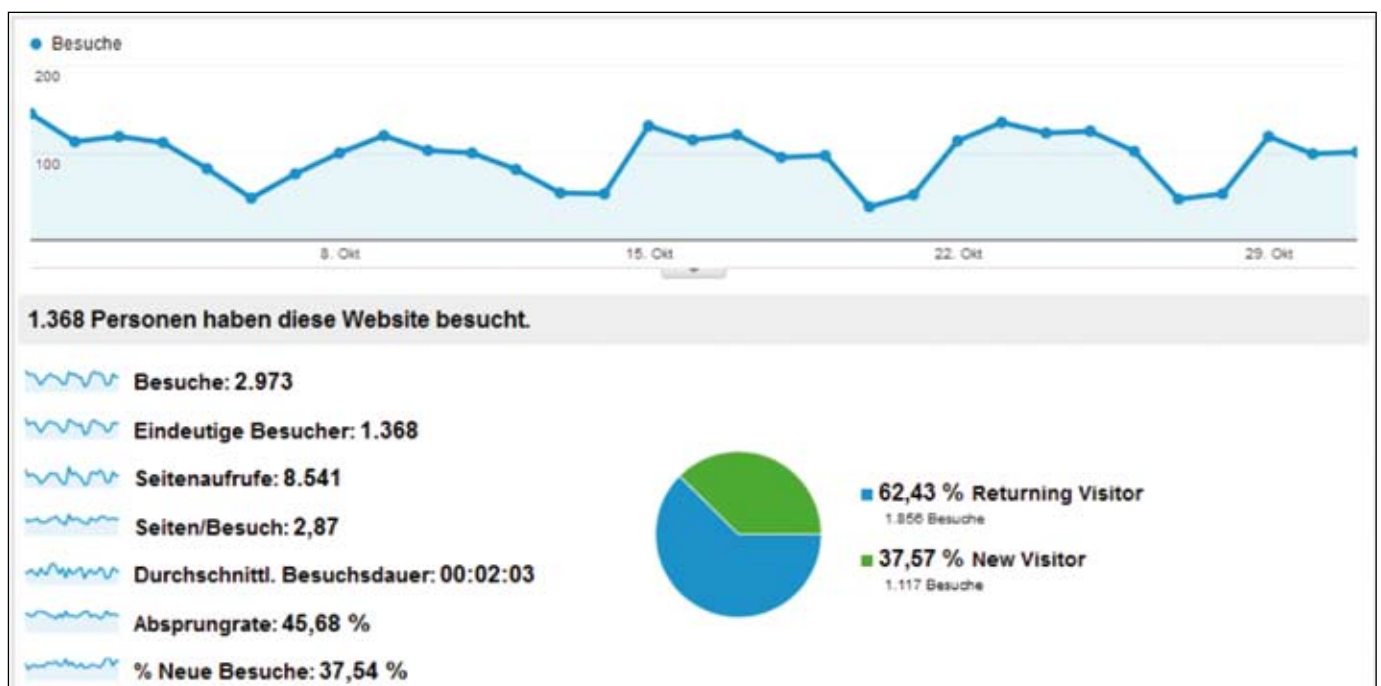 Besuche
200
100
8. Okt
15. Okt
22. Okt
29. Okt
1.368 Personen haben diese Website besucht.
Besuche: 2.973
Eindeutige Besucher: 1.368
Seitenaufrufe: 8.541
Seiten/Besuch: 2,87
Durchschnittl. Besuchsdauer: 00:02:03
Absprungrate: 45,68 %
% Neue Besuche: 37,54 %
62,43 % Returning Visitor
1.856 Besuche
37,57 % New Visitor
1.117 Besuche